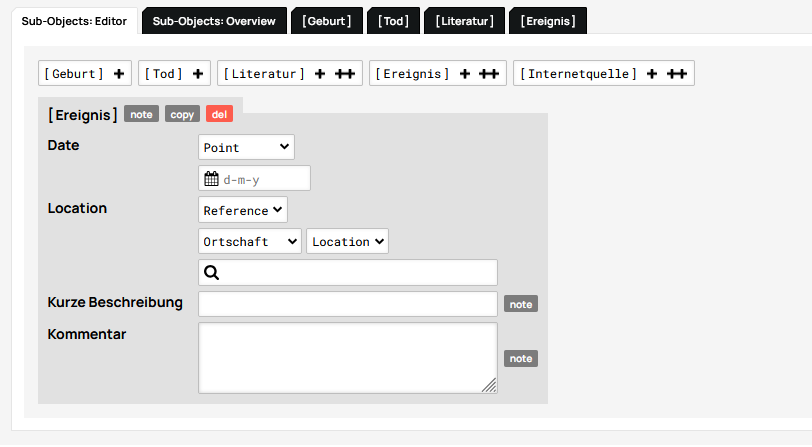 Sub-Objects: Editor Sub-Objects: Overview [Geburt] [Tod] [Literatur] [Ereignis]
[Geburt] + [Tod] + [Literatur] + ++ [Ereignis] + ++ [Internetquelle] + ++
[Ereignis] note copy del
Date Point
d-m-y
Location Reference
Ortschaft Location
Kurze Beschreibung note
Kommentar
note